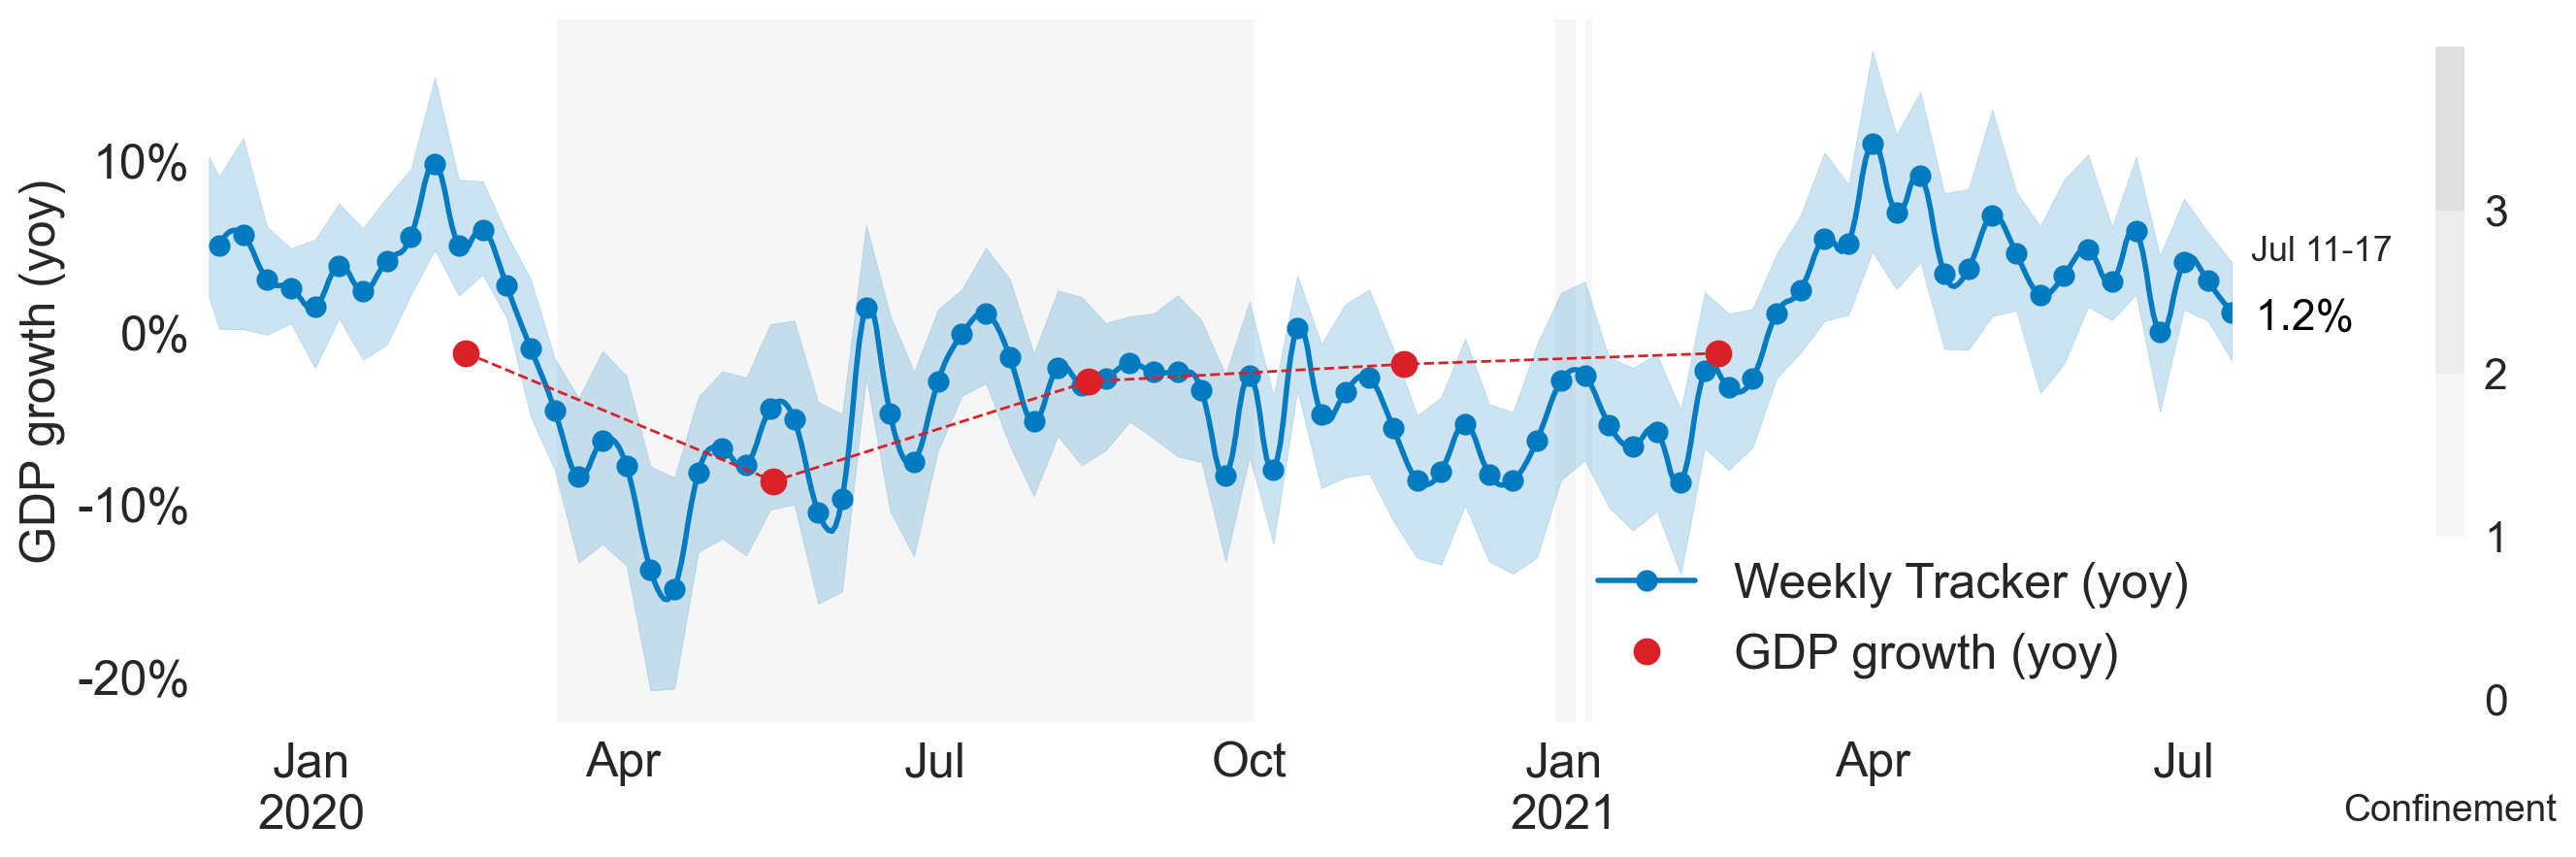 GDP growth (yoy)
10%
0%
-10%
-20%
Jan
2020
Apr
Jul
Oct
Jan
2021
Apr
Jul
Jul 11-17
1.2%
Weekly Tracker (yoy)
GDP growth (yoy)
3
2
1
0
Confinement